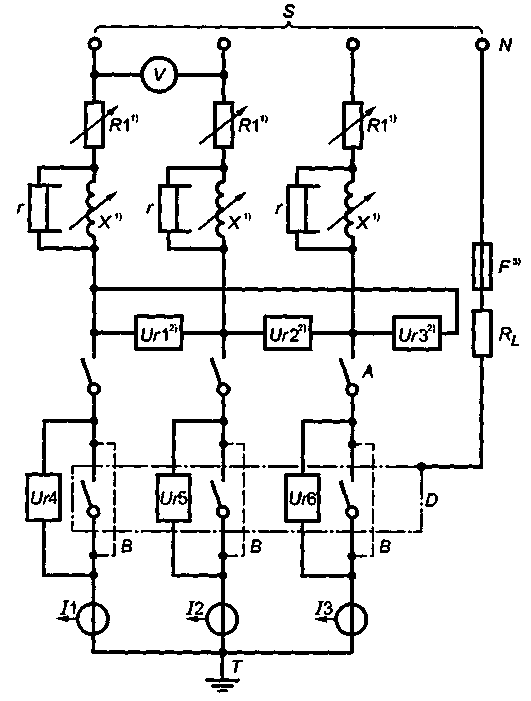 S
N
V
R1¹⁾ R1¹⁾ R1¹⁾
r X¹⁾ r X¹⁾ r X¹⁾
F³⁾
Ur1²⁾ Ur2²⁾ Ur3²⁾ R_L
A
Ur4 Ur5 Ur6 D
B B B
I1 I2 I3
T